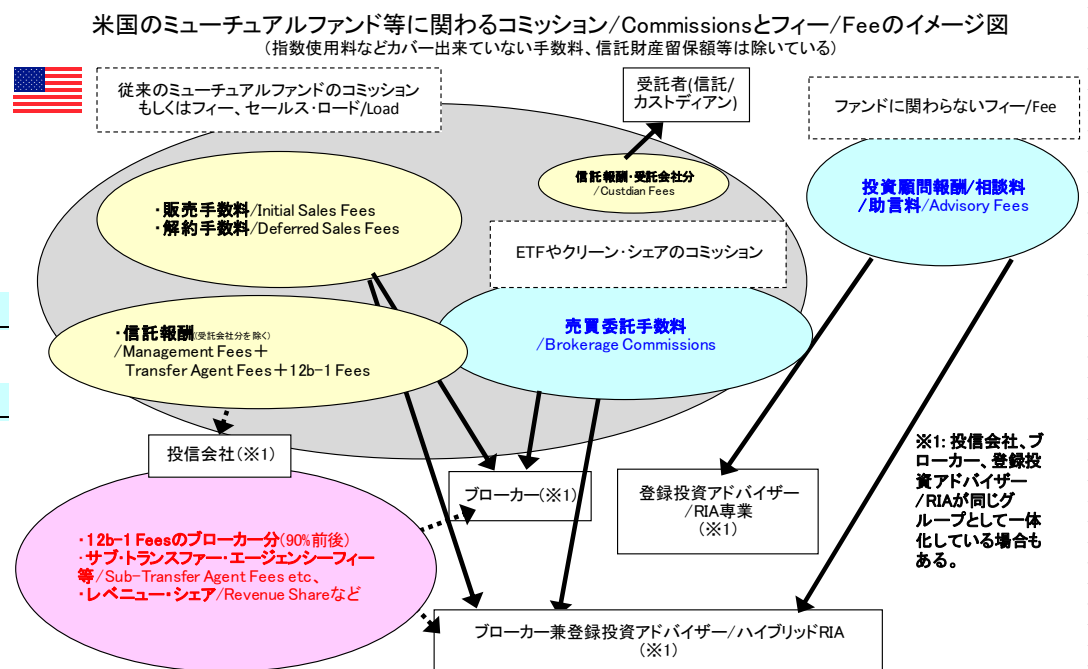 米国のミューチュアルファンド等に関わるコミッション/Commissionsとフィー/Feeのイメージ図
(指数使用料などカバー出来ていない手数料、信託財産留保額等は除いている)
従来のミューチュアルファンドのコミッション
もしくはフィー、セールス・ロード/Load
受託者(信託/
カストディアン)
ファンドに関わらないフィー/Fee
信託報酬・受託会社分
/Custdian Fees
投資顧問報酬/相談料
/助言料/Advisory Fees
・販売手数料/Initial Sales Fees
・解約手数料/Deferred Sales Fees
ETFやクリーン・シェアのコミッション
売買委託手数料
/Brokerage Commissions
・信託報酬(受託会社分を除く)
/Management Fees＋
Transfer Agent Fees＋12b-1 Fees
投信会社(※1)
ブローカー(※1)
登録投資アドバイザー
/RIA専業
(※1)
※1: 投信会社、ブ
ローカー、登録投
資アドバイザー
/RIAが同じグ
ループとして一体
化している場合も
ある。
・12b-1 Feesのブローカー分(90%前後)
・サブ・トランスファー・エージェンシーフィー
等/Sub-Transfer Agent Fees etc、
・レベニュー・シェア/Revenue Shareなど
ブローカー兼登録投資アドバイザー/ハイブリッドRIA
(※1)